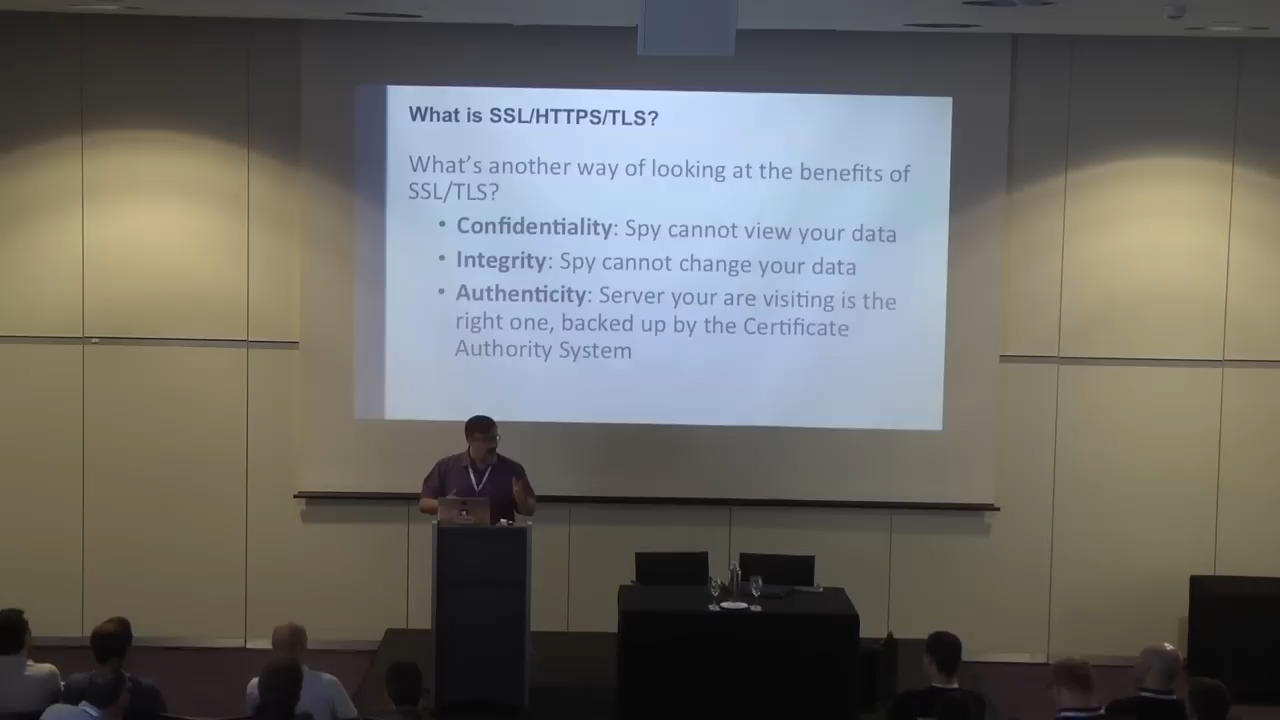 What is SSL/HTTPS/TLS?
What's another way of looking at the benefits of
SSL/TLS?
• Confidentiality: Spy cannot view your data
• Integrity: Spy cannot change your data
• Authenticity: Server your are visiting is the
right one, backed up by the Certificate
Authority System